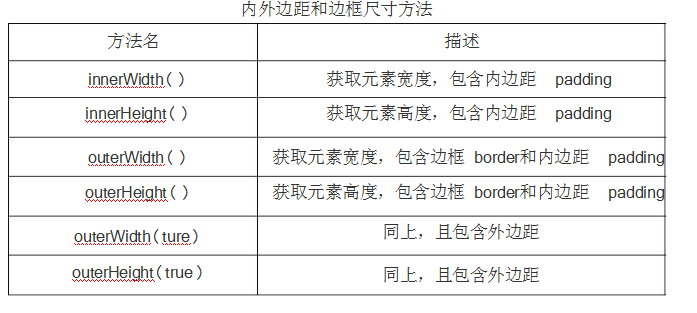 内外边距和边框尺寸方法
方法名 描述
innerWidth() 获取元素宽度，包含内边距 padding
innerHeight() 获取元素高度，包含内边距 padding
outerWidth() 获取元素宽度，包含边框 border和内边距 padding
outerHeight() 获取元素高度，包含边框 border和内边距 padding
outerWidth(ture) 同上，且包含外边距
outerHeight(true) 同上，且包含外边距